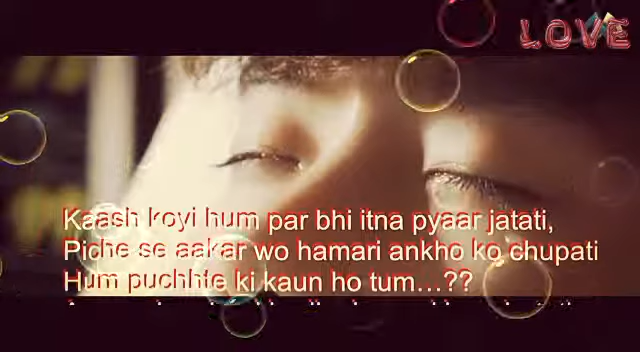 LOVE
Kaash koyi hum par bhi itna pyaar jatati,
Piche se aakar wo hamari ankho ko chupati
Hum puchhte ki kaun ho tum...??